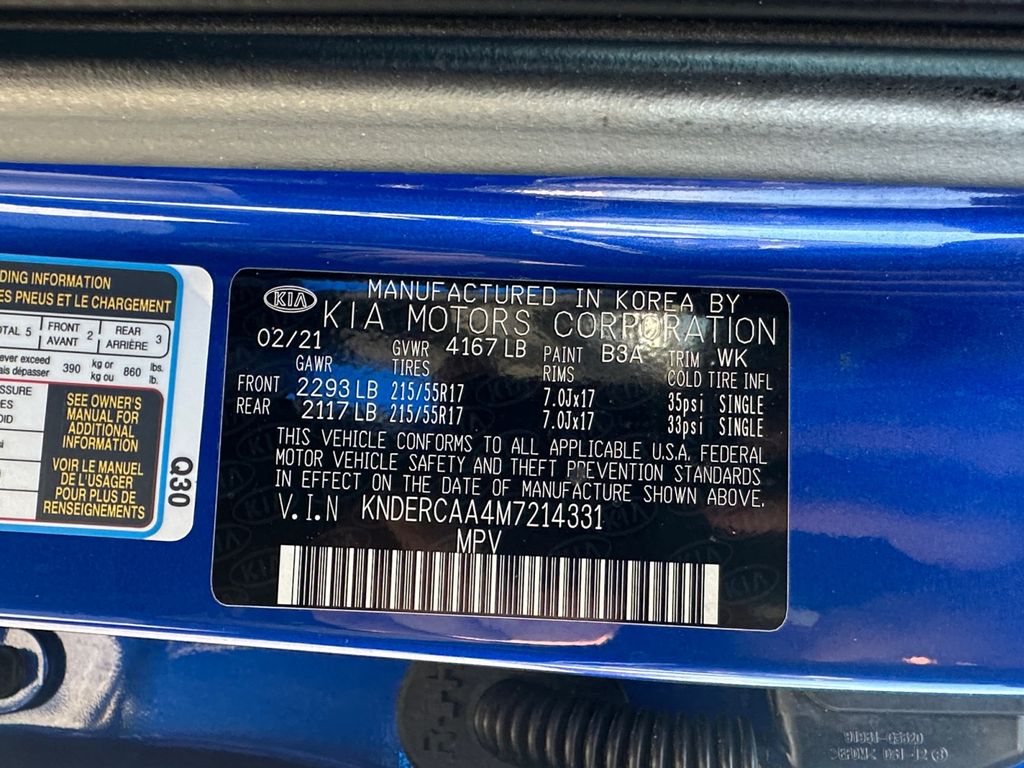 DING INFORMATION
ES PNEUS ET LE CHARGEMENT
TOTAL 5 FRONT AVANT 2 REAR ARRIÈRE 3
ever exceed
ais dépasser 390 kg or kg ou 860 lbs. lb.
SSURE
ES
OID
SEE OWNER'S
MANUAL FOR
ADDITIONAL
INFORMATION
VOIR LE MANUEL
DE L'USAGER
POUR PLUS DE
RENSEIGNEMENTS
Q30
KIA
MANUFACTURED IN KOREA BY
KIA MOTORS CORPORATION
02/21 GVWR 4167 LB PAINT B3A TRIM WK
GAWR TIRES RIMS COLD TIRE INFL
FRONT 2293 LB 215/55R17 7.0Jx17 35psi SINGLE
REAR 2117 LB 215/55R17 7.0Jx17 33psi SINGLE
THIS VEHICLE CONFORMS TO ALL APPLICABLE U.S.A. FEDERAL
MOTOR VEHICLE SAFETY AND THEFT PREVENTION STANDARDS
IN EFFECT ON THE DATE OF MANUFACTURE SHOWN ABOVE.
V.I.N KNDERCAA4M7214331
MPV